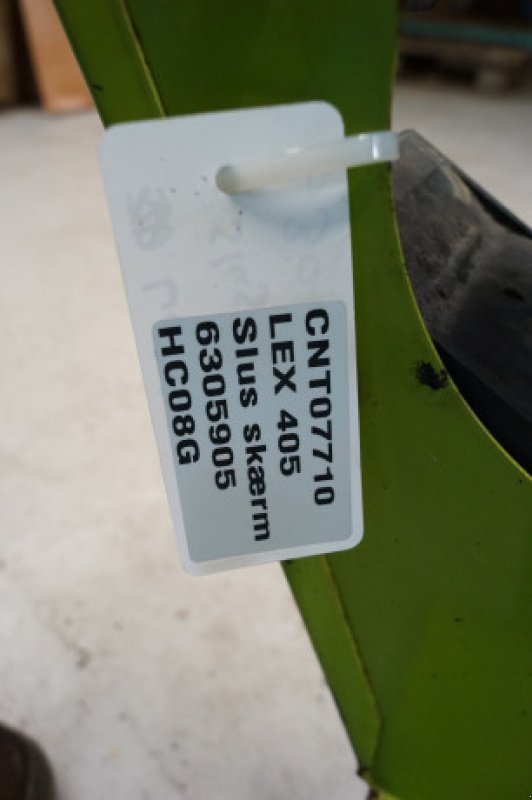 CNT07710
LEX 405
Slus skærm
6305905
HC08G